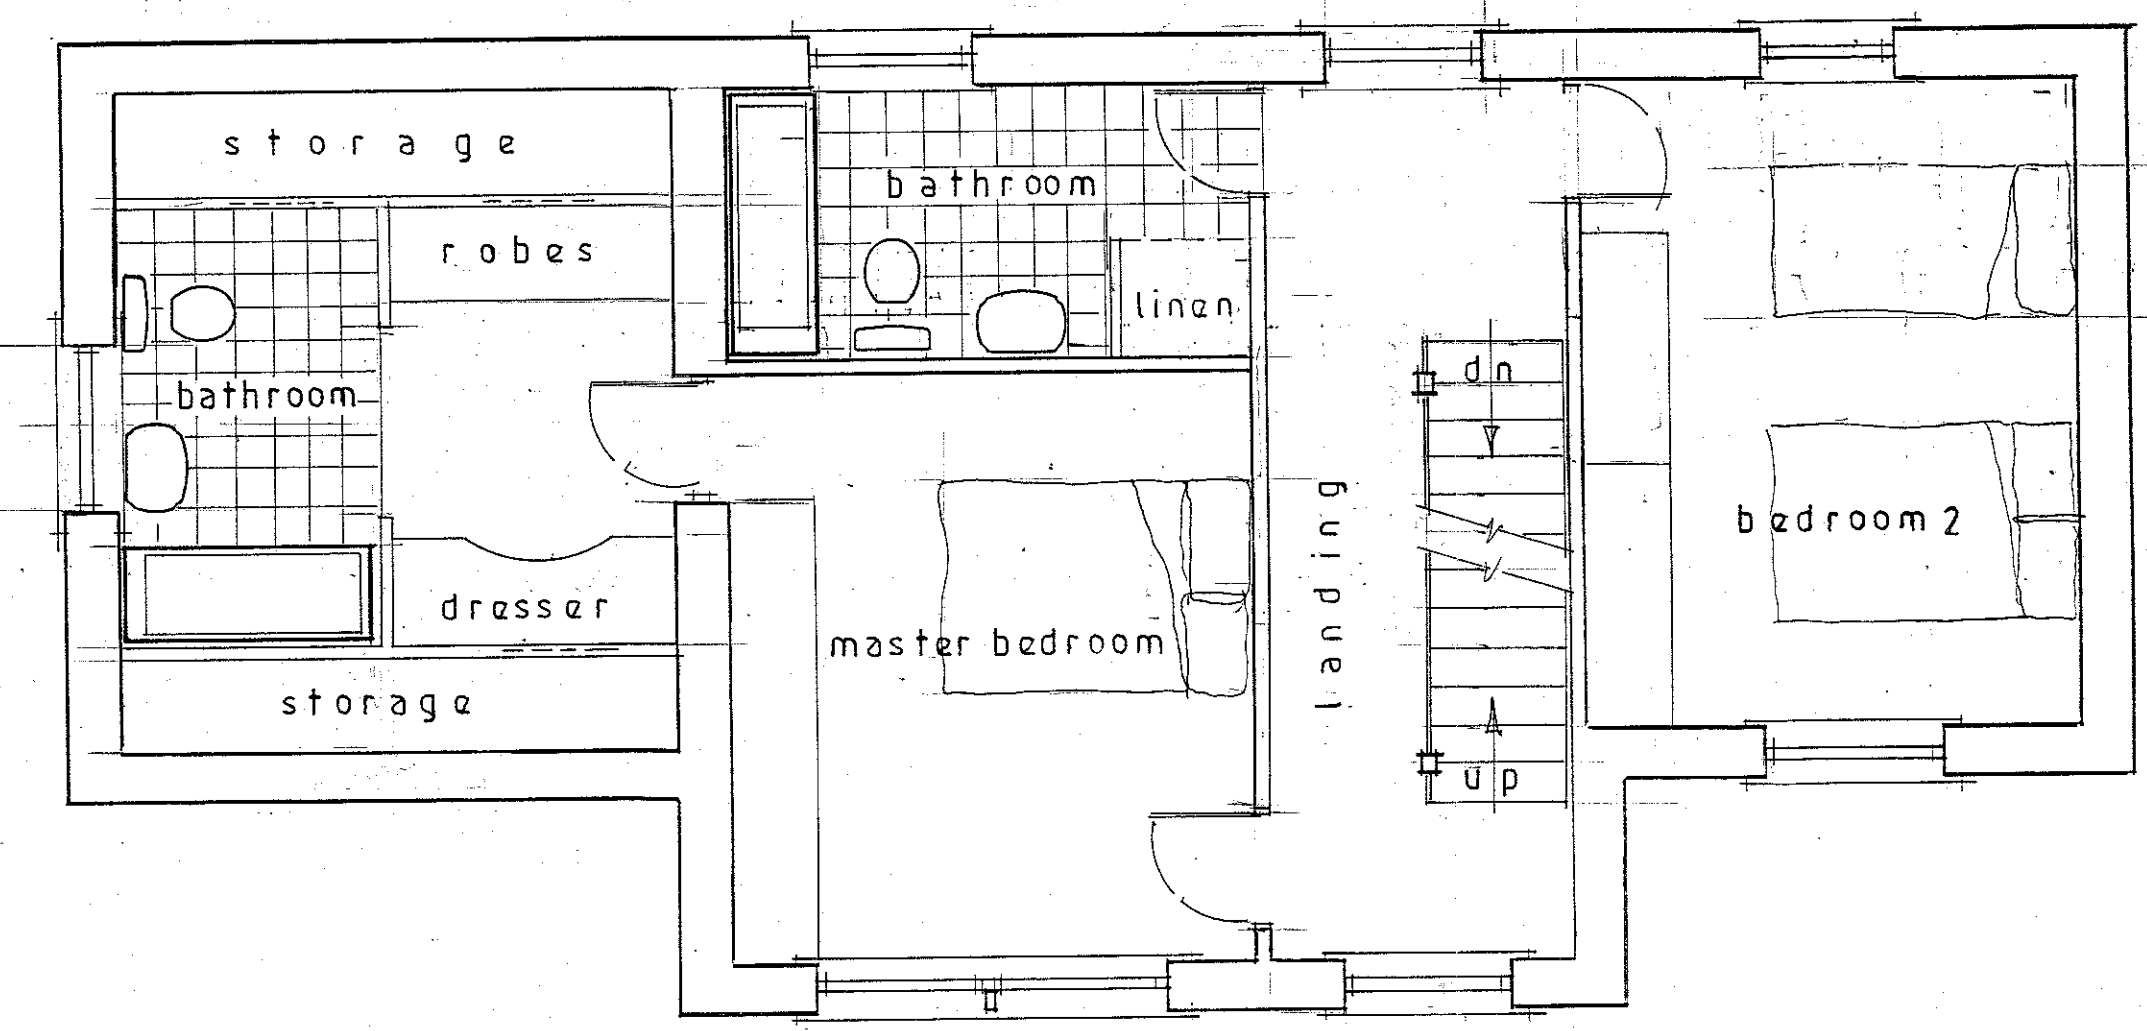 storage
bathroom
robes
linen
dn
bathroom
landing
bedroom 2
dresser
master bedroom
storage
up